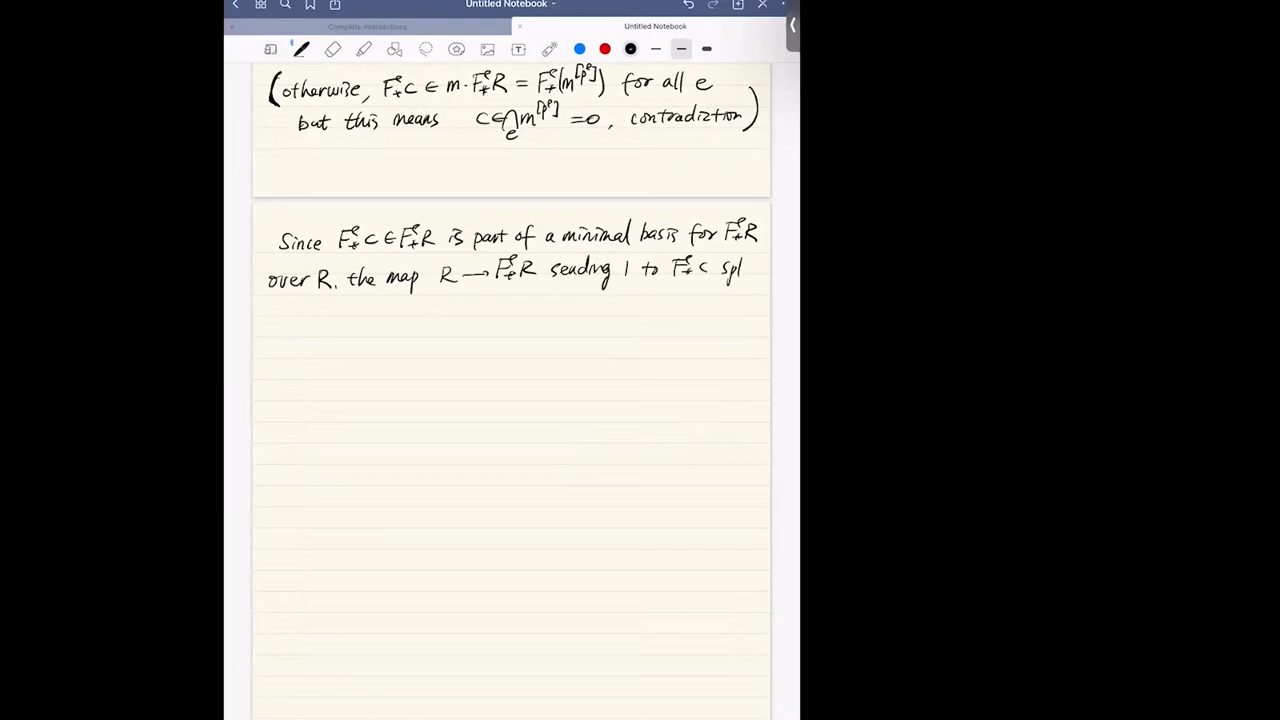 Untitled Notebook
Complete-intersections
Untitled Notebook
(otherwise, F^e_* c ∈ m · F^e_* R = F^e_*(m^[p^e]) for all e
but this means c ∈ ∩_e m^[p^e] = 0, contradiction)
Since F^e_* c ∈ F^e_* R is part of a minimal basis for F^e_* R
over R, the map R → F^e_* R sending 1 to F^e_* c spl